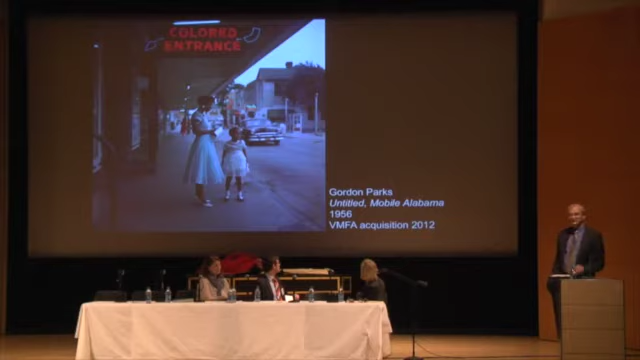 COLORED
ENTRANCE
Gordon Parks
Untitled, Mobile Alabama
1956
VMFA acquisition 2012